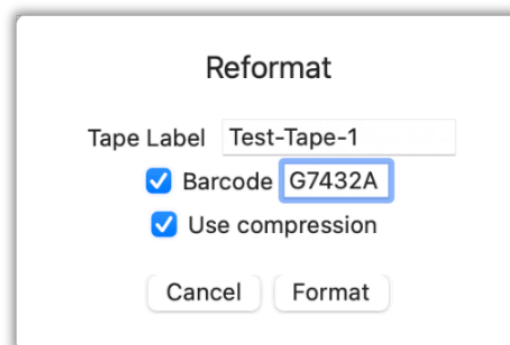 Reformat
Tape Label Test-Tape-1
Barcode G7432A
Use compression
Cancel Format